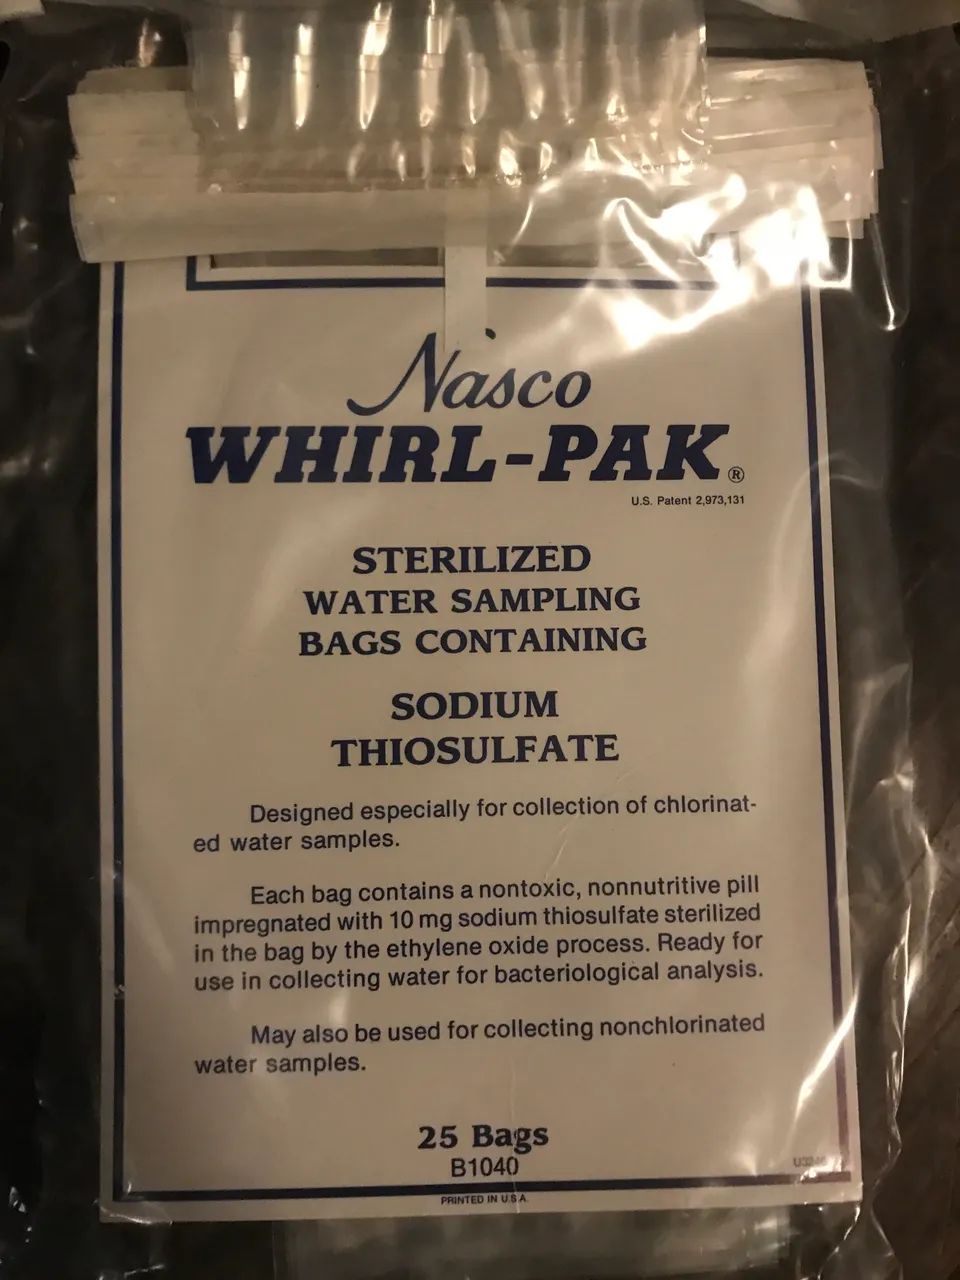 Nasco
WHIRL-PAK®
U.S. Patent 2,973,131
STERILIZED
WATER SAMPLING
BAGS CONTAINING
SODIUM
THIOSULFATE
Designed especially for collection of chlorinat-
ed water samples.
Each bag contains a nontoxic, nonnutritive pill
impregnated with 10 mg sodium thiosulfate sterilized
in the bag by the ethylene oxide process. Ready for
use in collecting water for bacteriological analysis.
May also be used for collecting nonchlorinated
water samples.
25 Bags
B1040
PRINTED IN U.S.A.